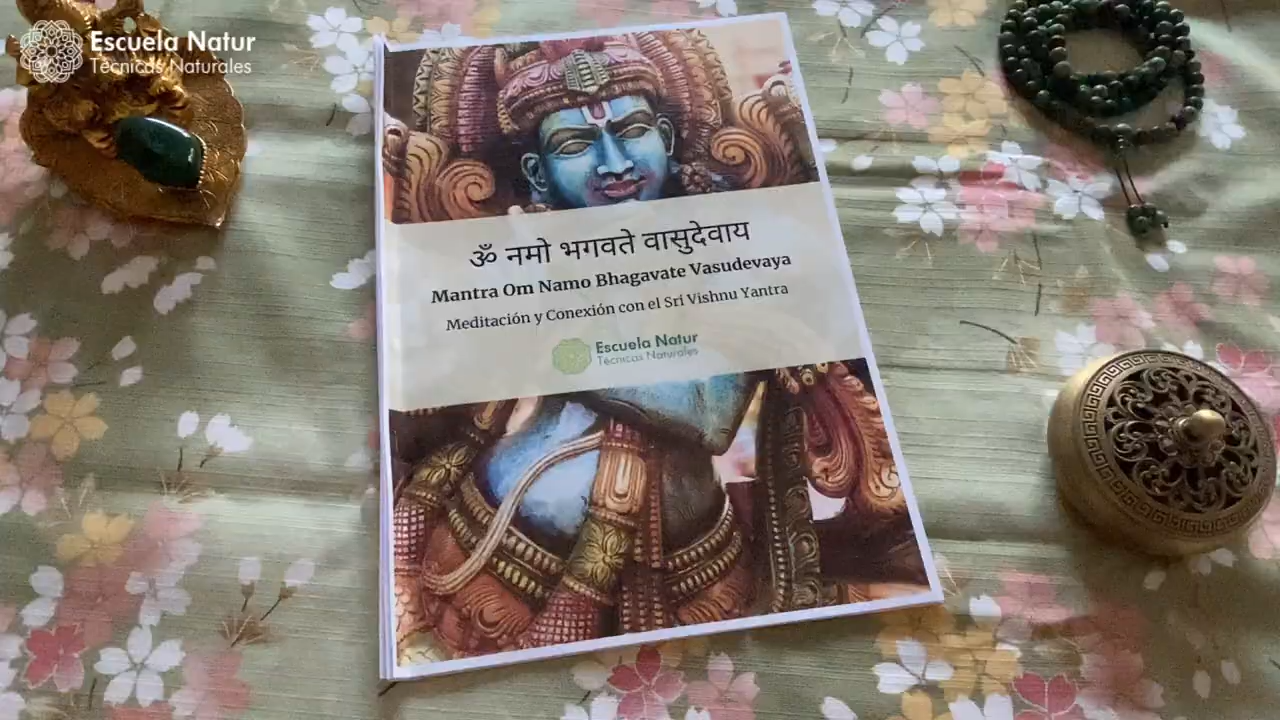 Escuela Natur
Técnicas Naturales
ॐ नमो भगवते वासुदेवाय
Mantra Om Namo Bhagavate Vasudevaya
Meditación y Conexión con el Sri Vishnu Yantra
Escuela Natur
Técnicas Naturales